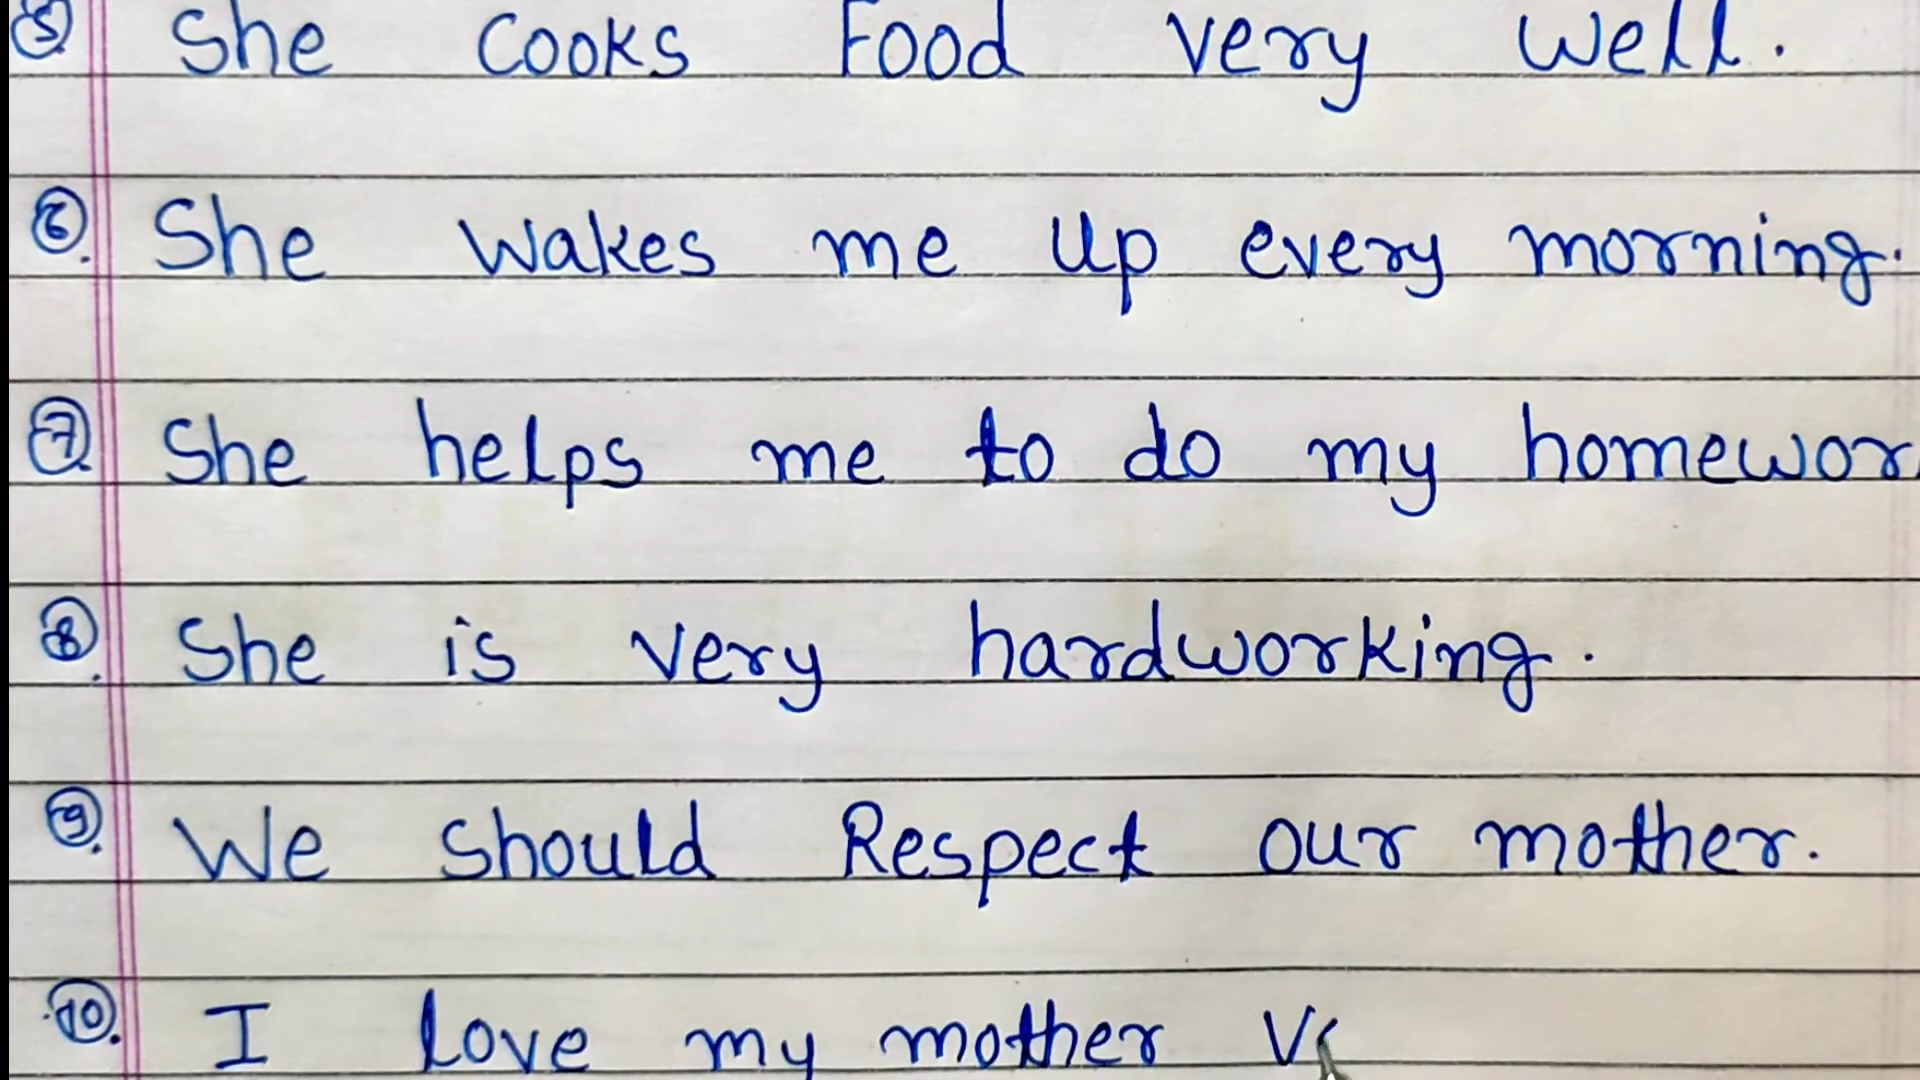 5 She cooks Food very well.
6. She wakes me up every morning.
7. She helps me to do my homewor
8. She is very hardworking.
9. We should Respect our mother.
10. I love my mother